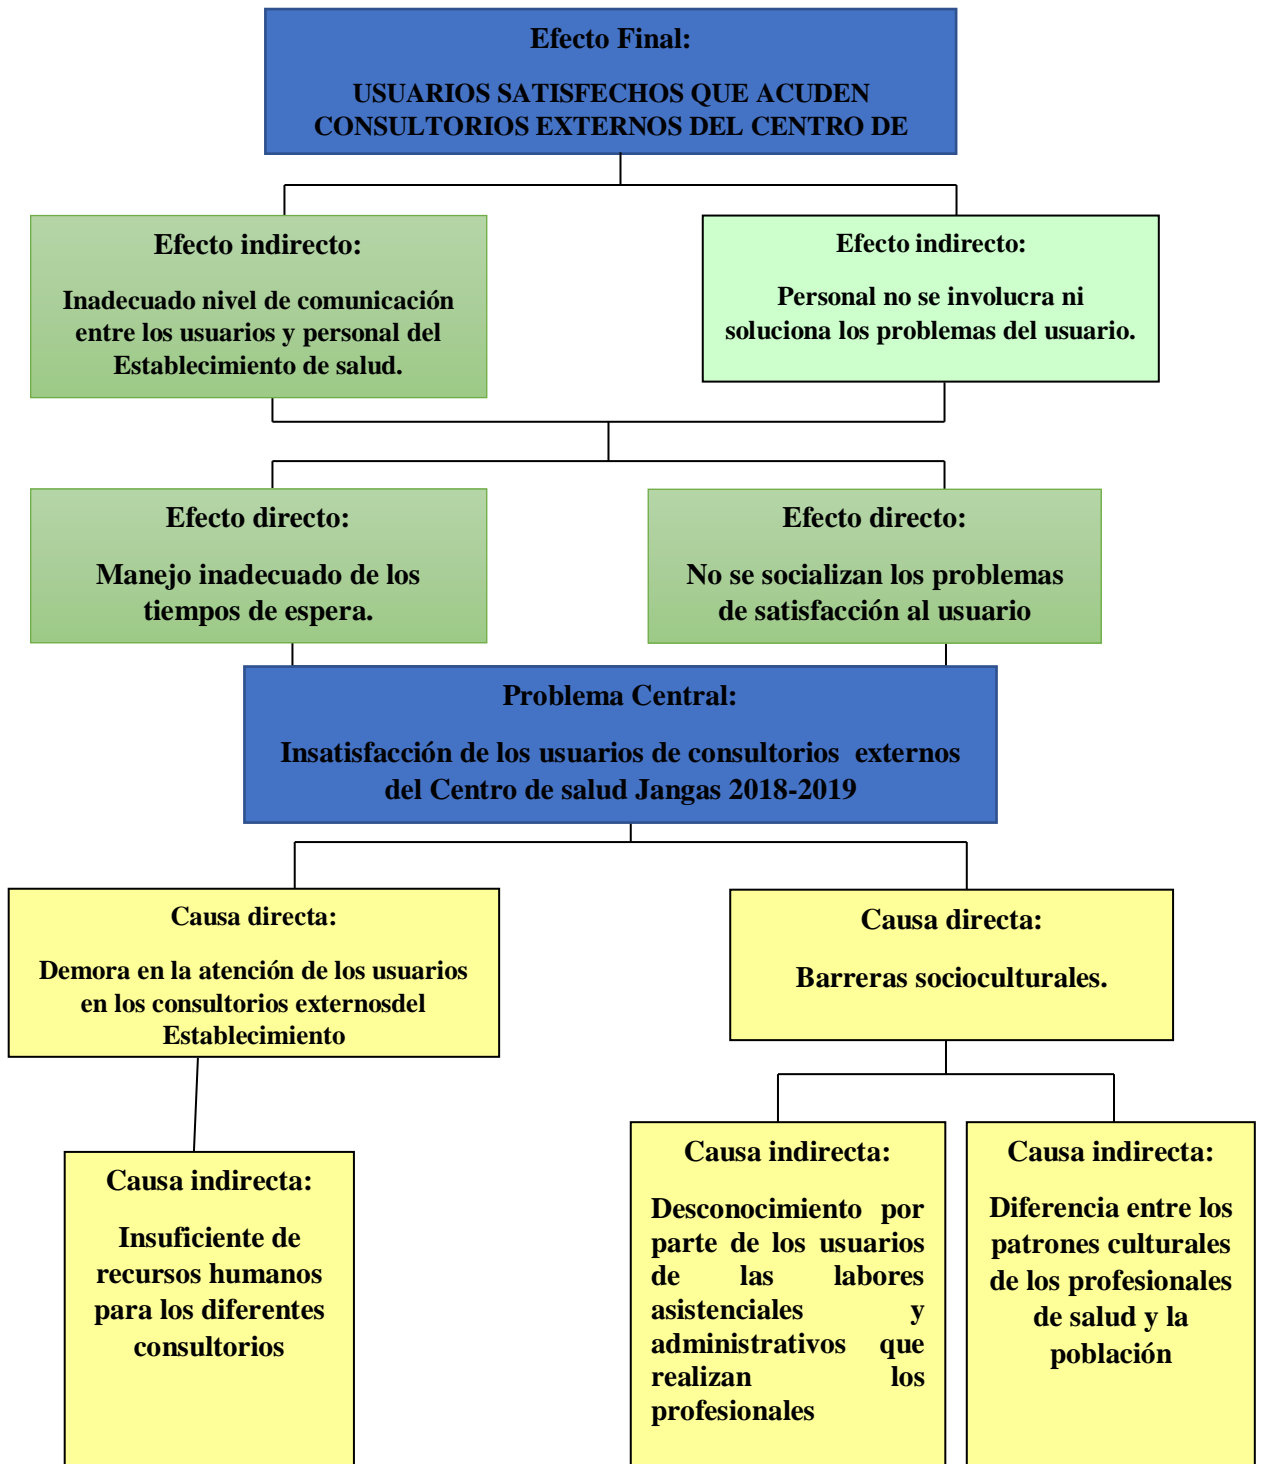 Efecto Final:
USUARIOS SATISFECHOS QUE ACUDEN
CONSULTORIOS EXTERNOS DEL CENTRO DE
Efecto indirecto:
Inadecuado nivel de comunicación
entre los usuarios y personal del
Establecimiento de salud.
Efecto indirecto:
Personal no se involucra ni
soluciona los problemas del usuario.
Efecto directo:
Manejo inadecuado de los
tiempos de espera.
Efecto directo:
No se socializan los problemas
de satisfacción al usuario
Problema Central:
Insatisfacción de los usuarios de consultorios externos
del Centro de salud Jangas 2018-2019
Causa directa:
Demora en la atención de los usuarios
en los consultorios externosdel
Establecimiento
Causa directa:
Barreras socioculturales.
Causa indirecta:
Insuficiente de
recursos humanos
para los diferentes
consultorios
Causa indirecta:
Desconocimiento por
parte de los usuarios
de las labores
asistenciales y
administrativos que
realizan los
profesionales
Causa indirecta:
Diferencia entre los
patrones culturales
de los profesionales
de salud y la
población